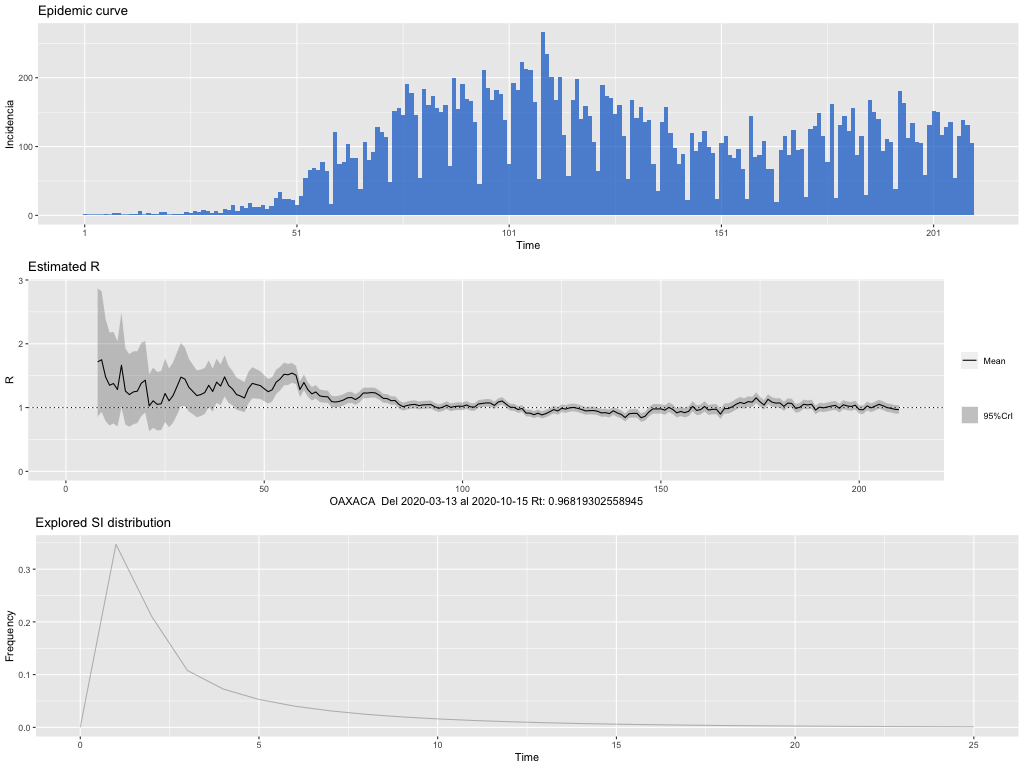 Epidemic curve
Incidencia
200
100
0
1 51 101 151 201
Time
Estimated R
R
3
2
1
0
0 50 100 150 200
OAXACA Del 2020-03-13 al 2020-10-15 Rt: 0.96819302558945
Mean
95%CrI
Explored SI distribution
Frequency
0.3
0.2
0.1
0.0
0 5 10 15 20 25
Time